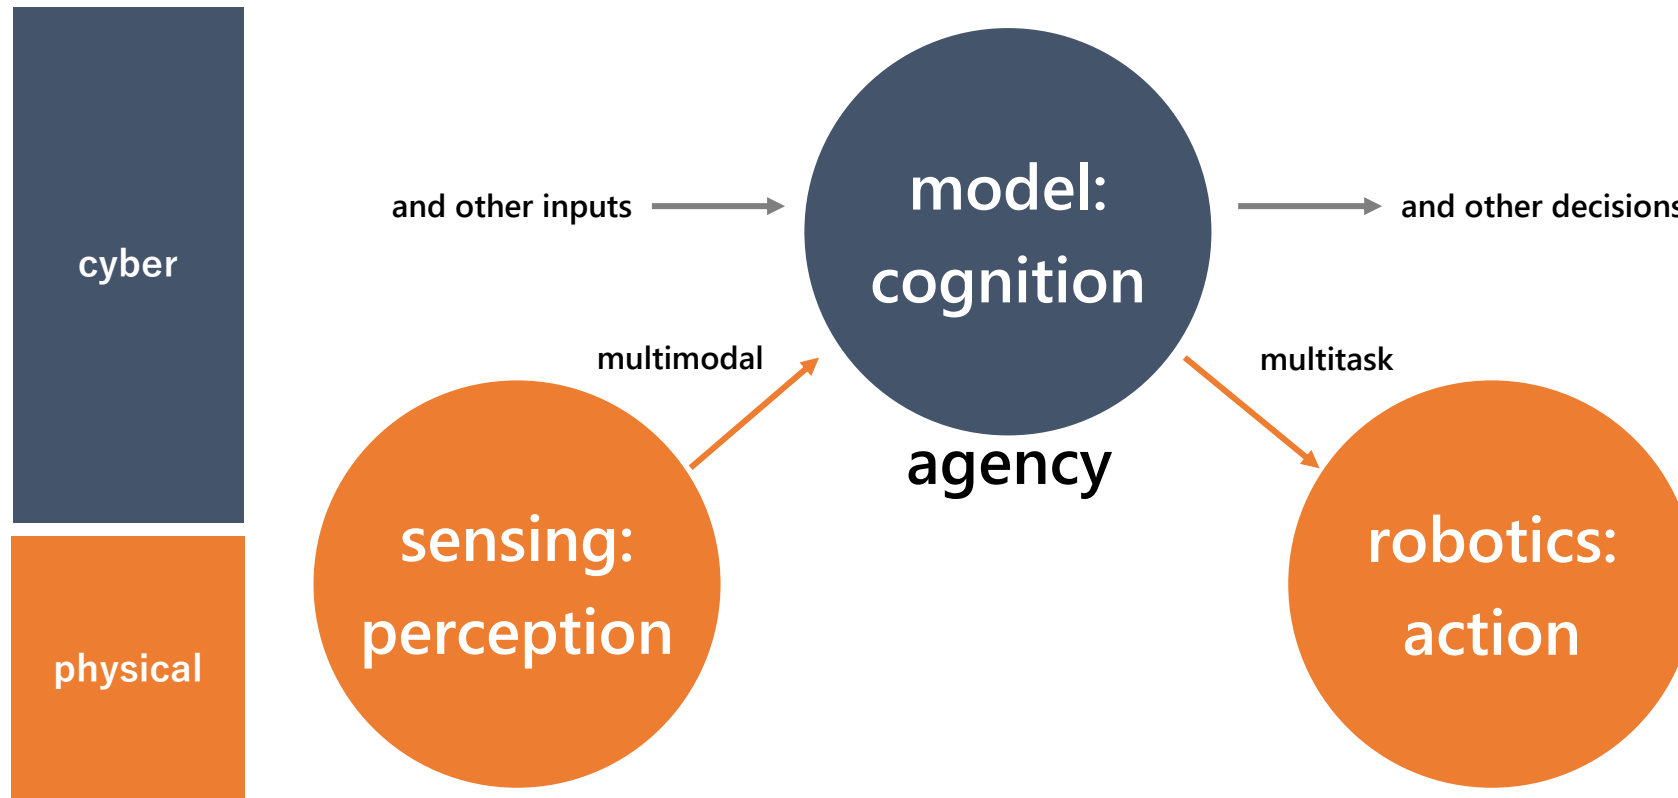 cyber
and other inputs
model:
cognition
and other decisions
multimodal
multitask
agency
sensing:
perception
robotics:
action
physical